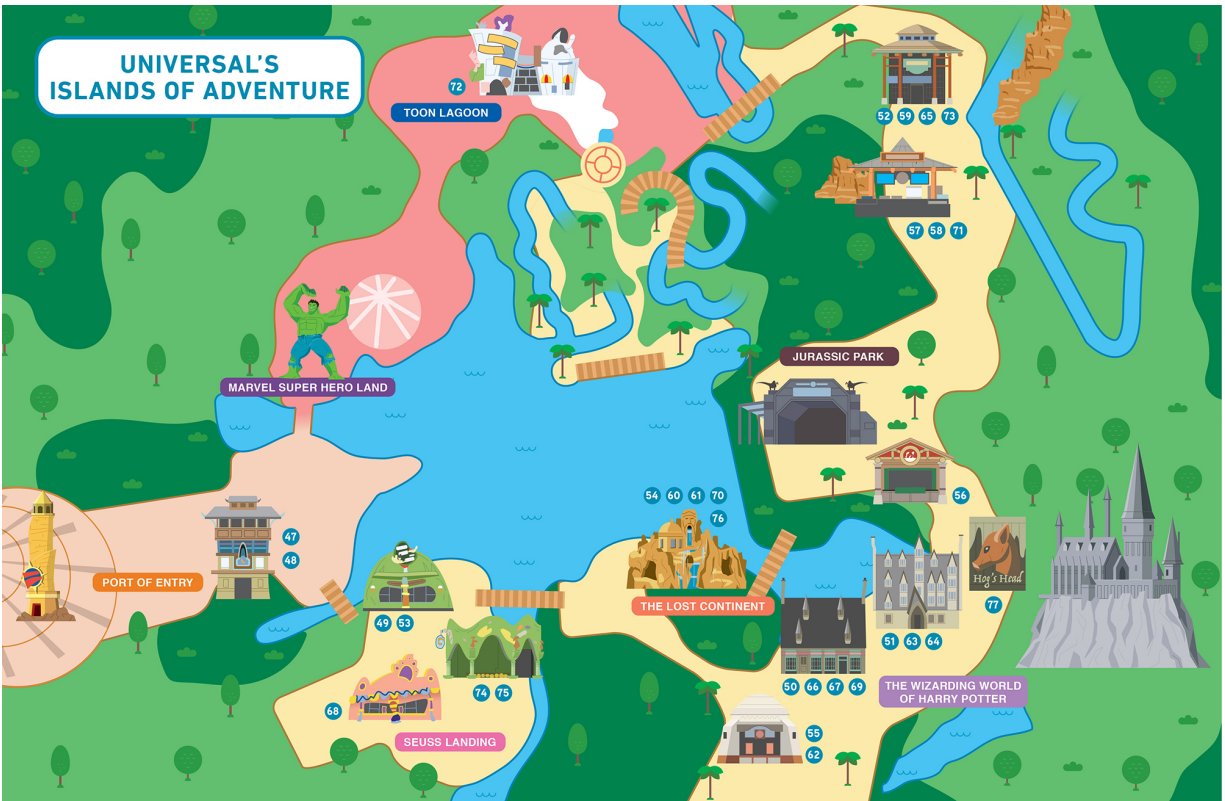 UNIVERSAL'S
ISLANDS OF ADVENTURE
72
TOON LAGOON
52 59 65 73
57 58 71
MARVEL SUPER HERO LAND
JURASSIC PARK
56
54 60 61 70
76
47
48
PORT OF ENTRY
49 53
THE LOST CONTINENT
Hog's Head
77
51 63 64
74 75
50 66 67 69
THE WIZARDING WORLD
OF HARRY POTTER
68
SEUSS LANDING
55
62